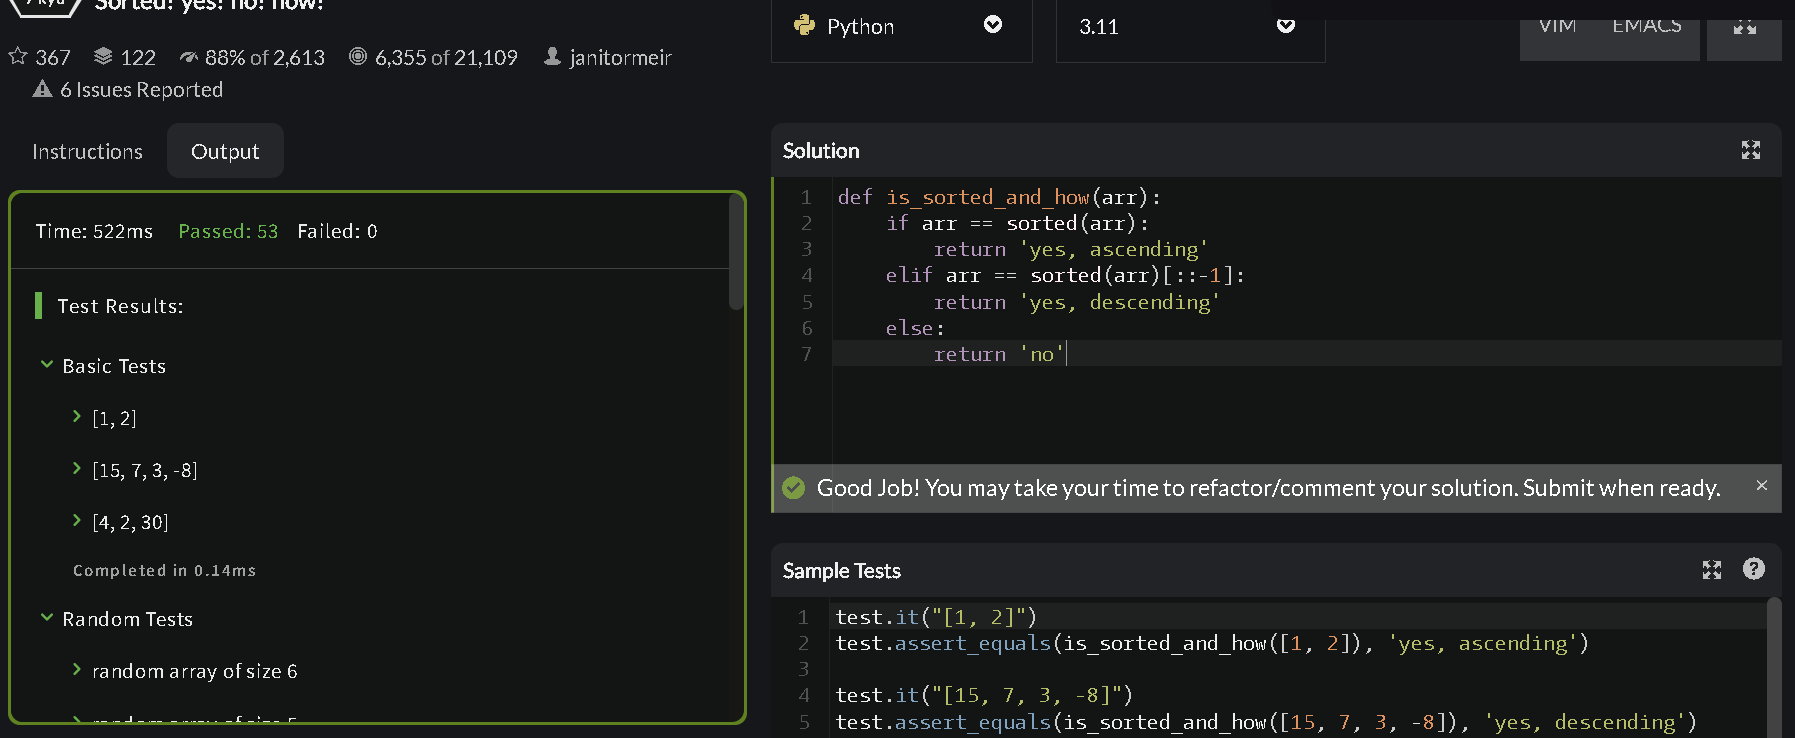 7 kyu
Sorted? yes? no? how?
367 122 88% of 2,613 6,355 of 21,109 janitormeir
6 Issues Reported
Instructions Output
Time: 522ms Passed: 53 Failed: 0
Test Results:
Basic Tests
[1, 2]
[15, 7, 3, -8]
[4, 2, 30]
Completed in 0.14ms
Random Tests
random array of size 6
random array of size 5
Python 3.11 VIM EMACS
Solution
1 def is_sorted_and_how(arr):
2     if arr == sorted(arr):
3         return 'yes, ascending'
4     elif arr == sorted(arr)[::-1]:
5         return 'yes, descending'
6     else:
7         return 'no'
Good Job! You may take your time to refactor/comment your solution. Submit when ready.
Sample Tests
1 test.it("[1, 2]")
2 test.assert_equals(is_sorted_and_how([1, 2]), 'yes, ascending')
3
4 test.it("[15, 7, 3, -8]")
5 test.assert_equals(is_sorted_and_how([15, 7, 3, -8]), 'yes, descending')